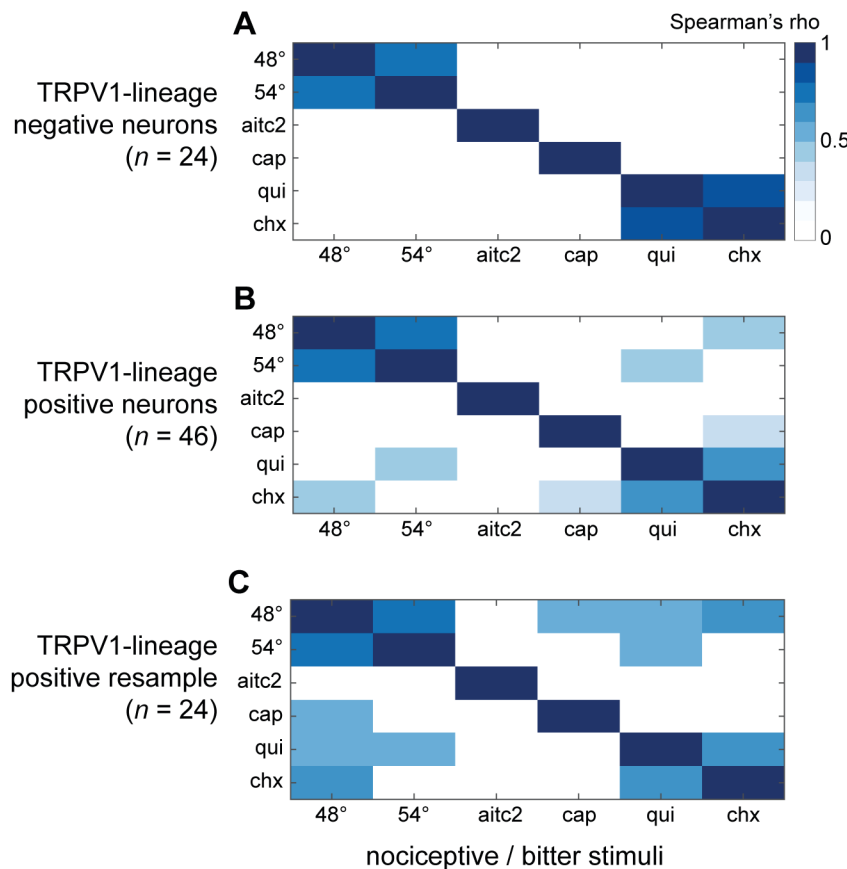 A
Spearman's rho
TRPV1-lineage
negative neurons
(n = 24)
48°
54°
aitc2
cap
qui
chx
48° 54° aitc2 cap qui chx
1
0.5
0
B
TRPV1-lineage
positive neurons
(n = 46)
48°
54°
aitc2
cap
qui
chx
48° 54° aitc2 cap qui chx
C
TRPV1-lineage
positive resample
(n = 24)
48°
54°
aitc2
cap
qui
chx
48° 54° aitc2 cap qui chx
nociceptive / bitter stimuli